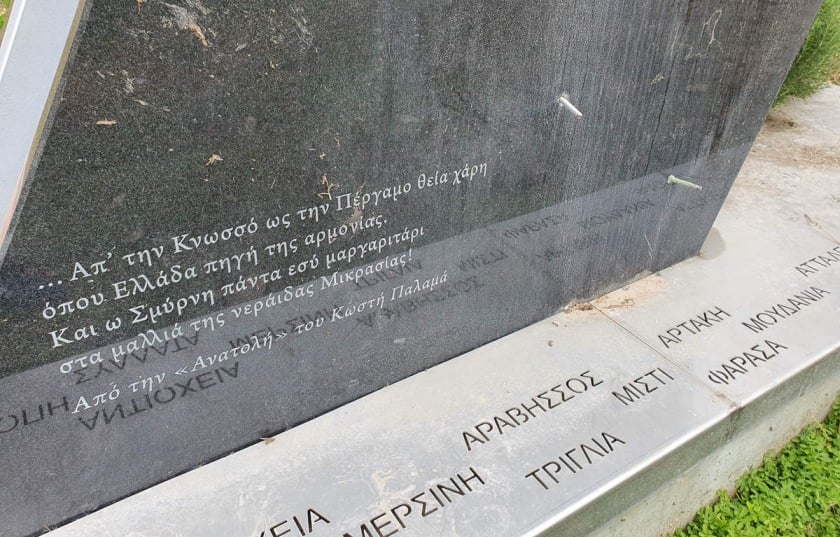 ... Απ' την Κνωσσό ως την Πέργαμο θεία χάρη
όπου Ελλάδα πηγή της αρμονίας.
Και ω Σμύρνη πάντα εσύ μαργαριτάρι
στα μαλλιά της νεράιδας Μικρασίας!
Από την «Ανατολή» του Κωστή Παλαμά
ΑΡΑΒΗΣΣΟΣ ΑΡΤΑΚΗ
ΜΕΡΣΙΝΗ ΤΡΙΓΛΙΑ ΜΙΣΤΙ ΦΑΡΑΣΑ ΜΟΥΔΑΝΙΑ